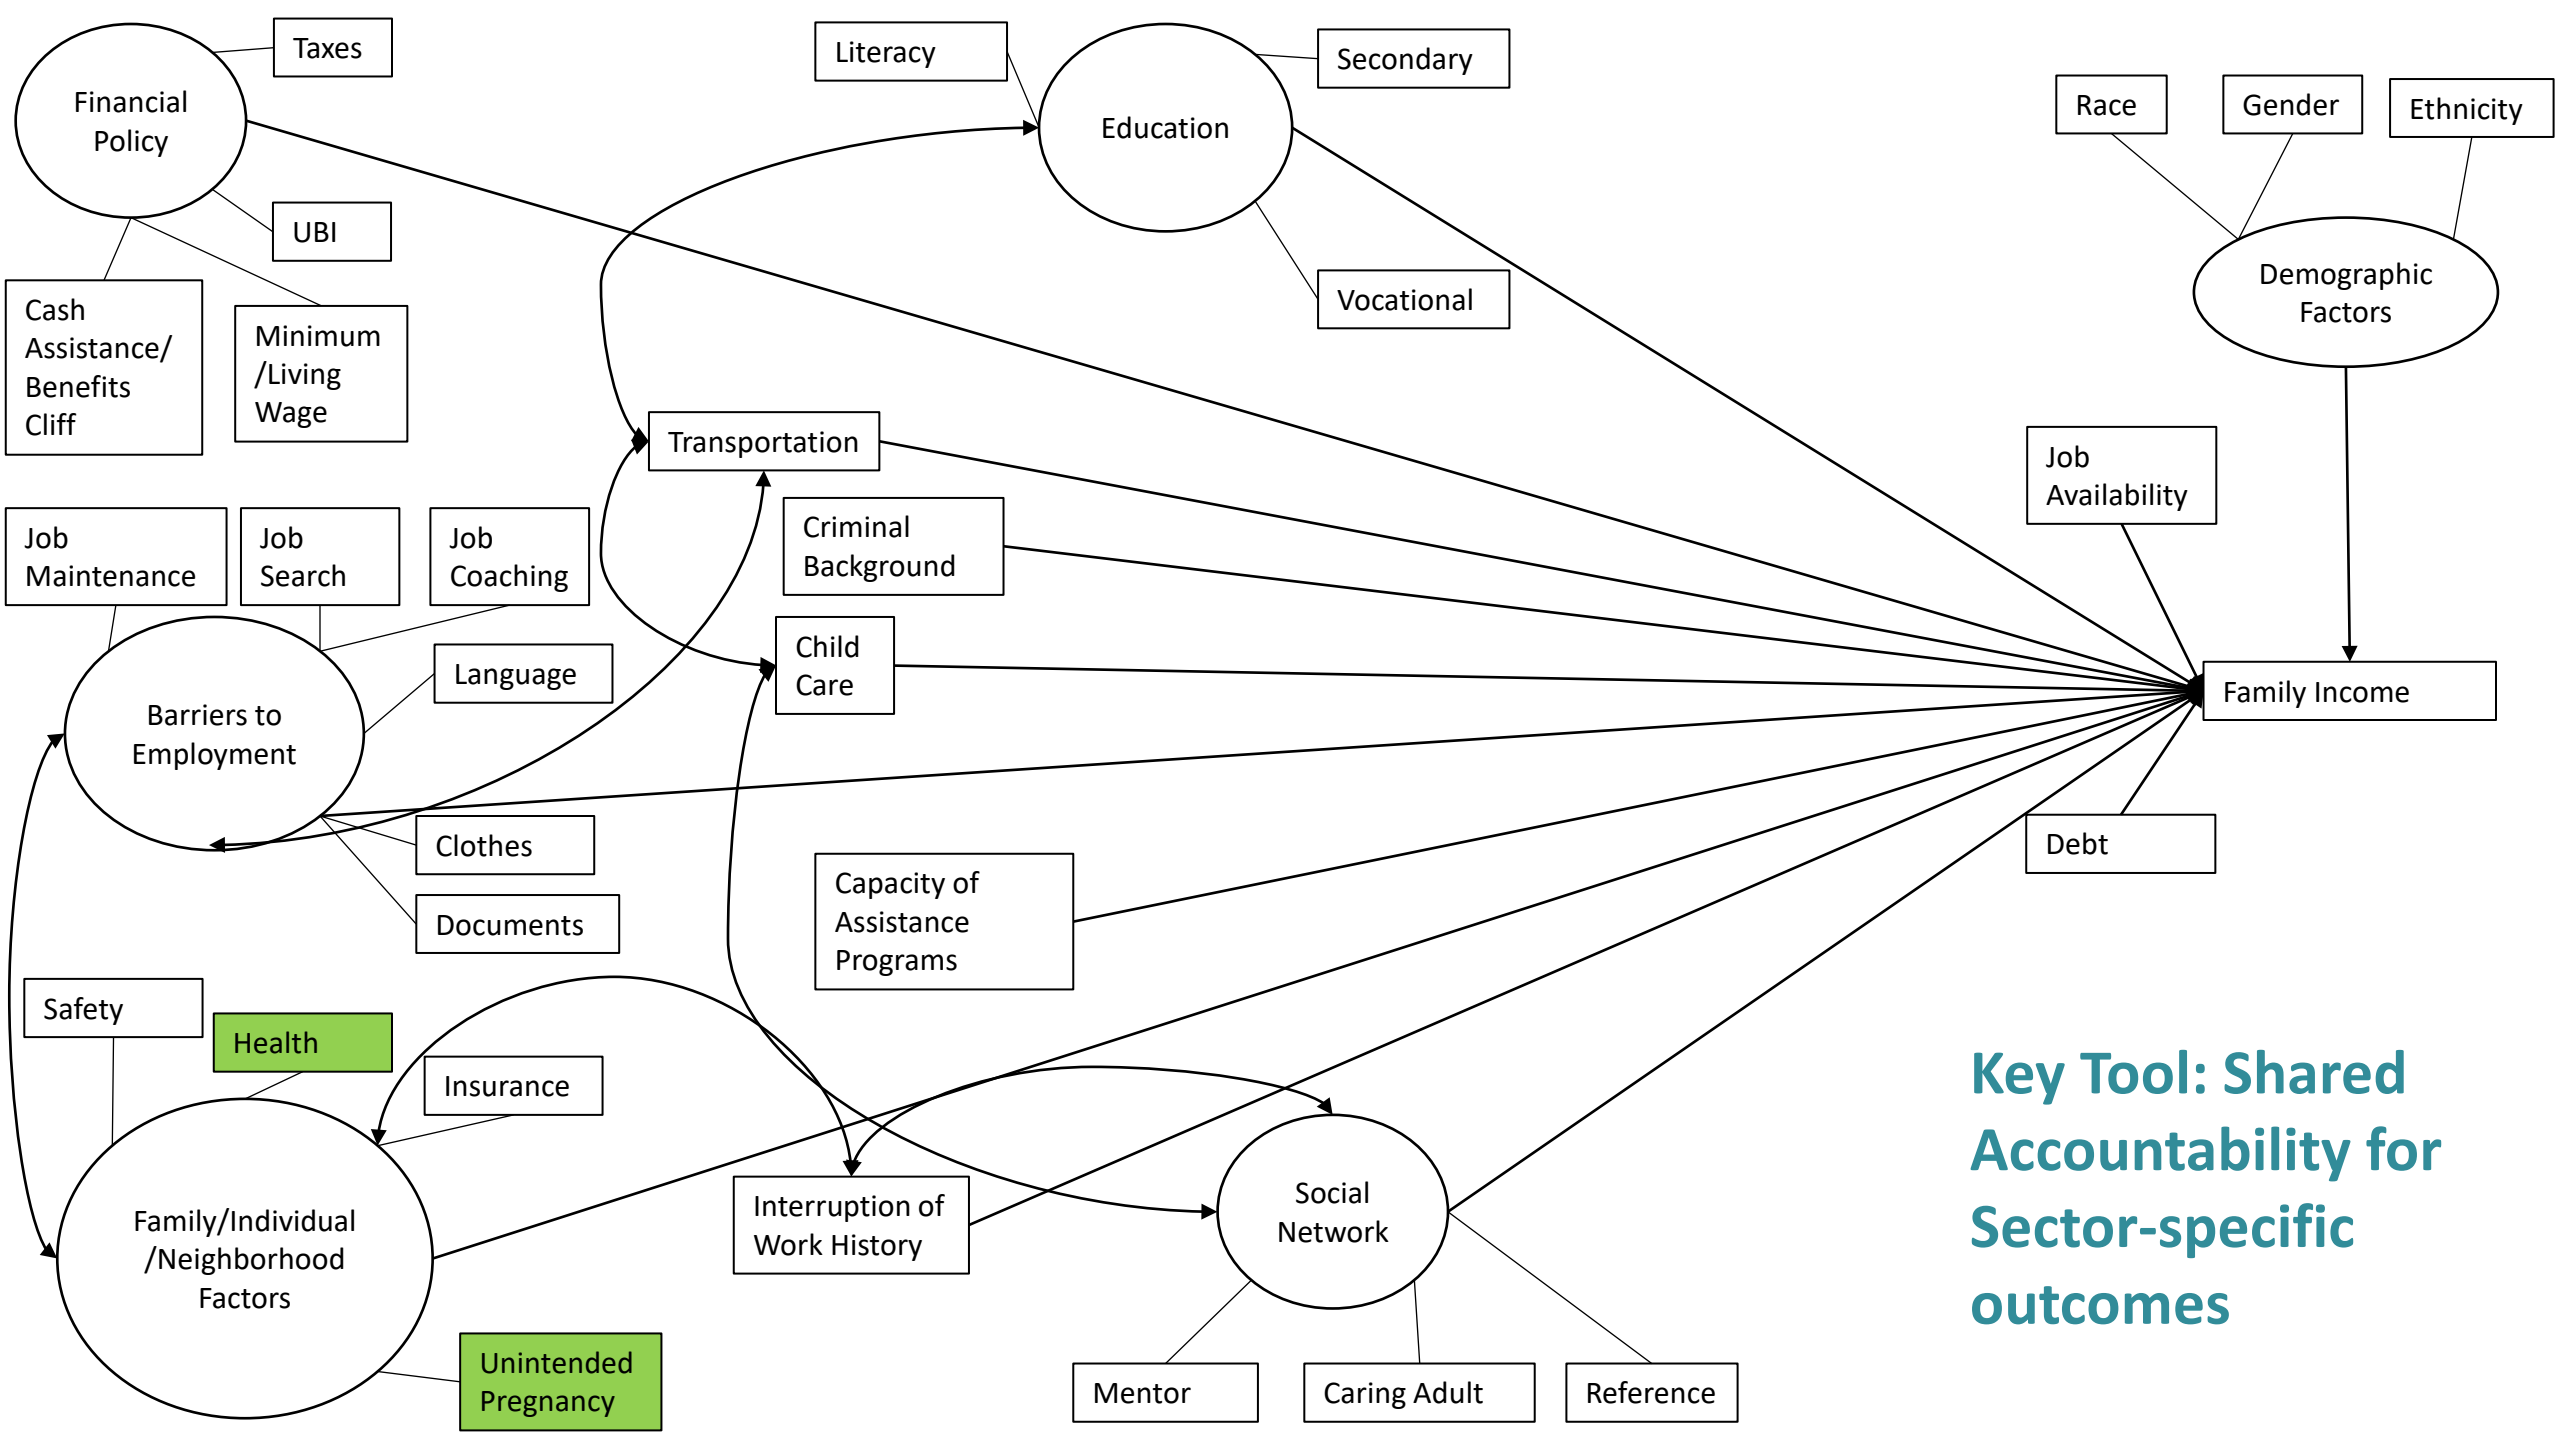 Taxes
Financial
Policy
UBI
Cash
Assistance/
Benefits
Cliff
Minimum
/Living
Wage
Literacy
Education
Secondary
Vocational
Race
Gender
Ethnicity
Demographic
Factors
Transportation
Criminal
Background
Child
Care
Job
Availability
Family Income
Debt
Job
Maintenance
Job
Search
Job
Coaching
Language
Barriers to
Employment
Clothes
Documents
Capacity of
Assistance
Programs
Safety
Health
Insurance
Family/Individual
/Neighborhood
Factors
Unintended
Pregnancy
Interruption of
Work History
Social
Network
Mentor
Caring Adult
Reference
Key Tool: Shared
Accountability for
Sector-specific
outcomes